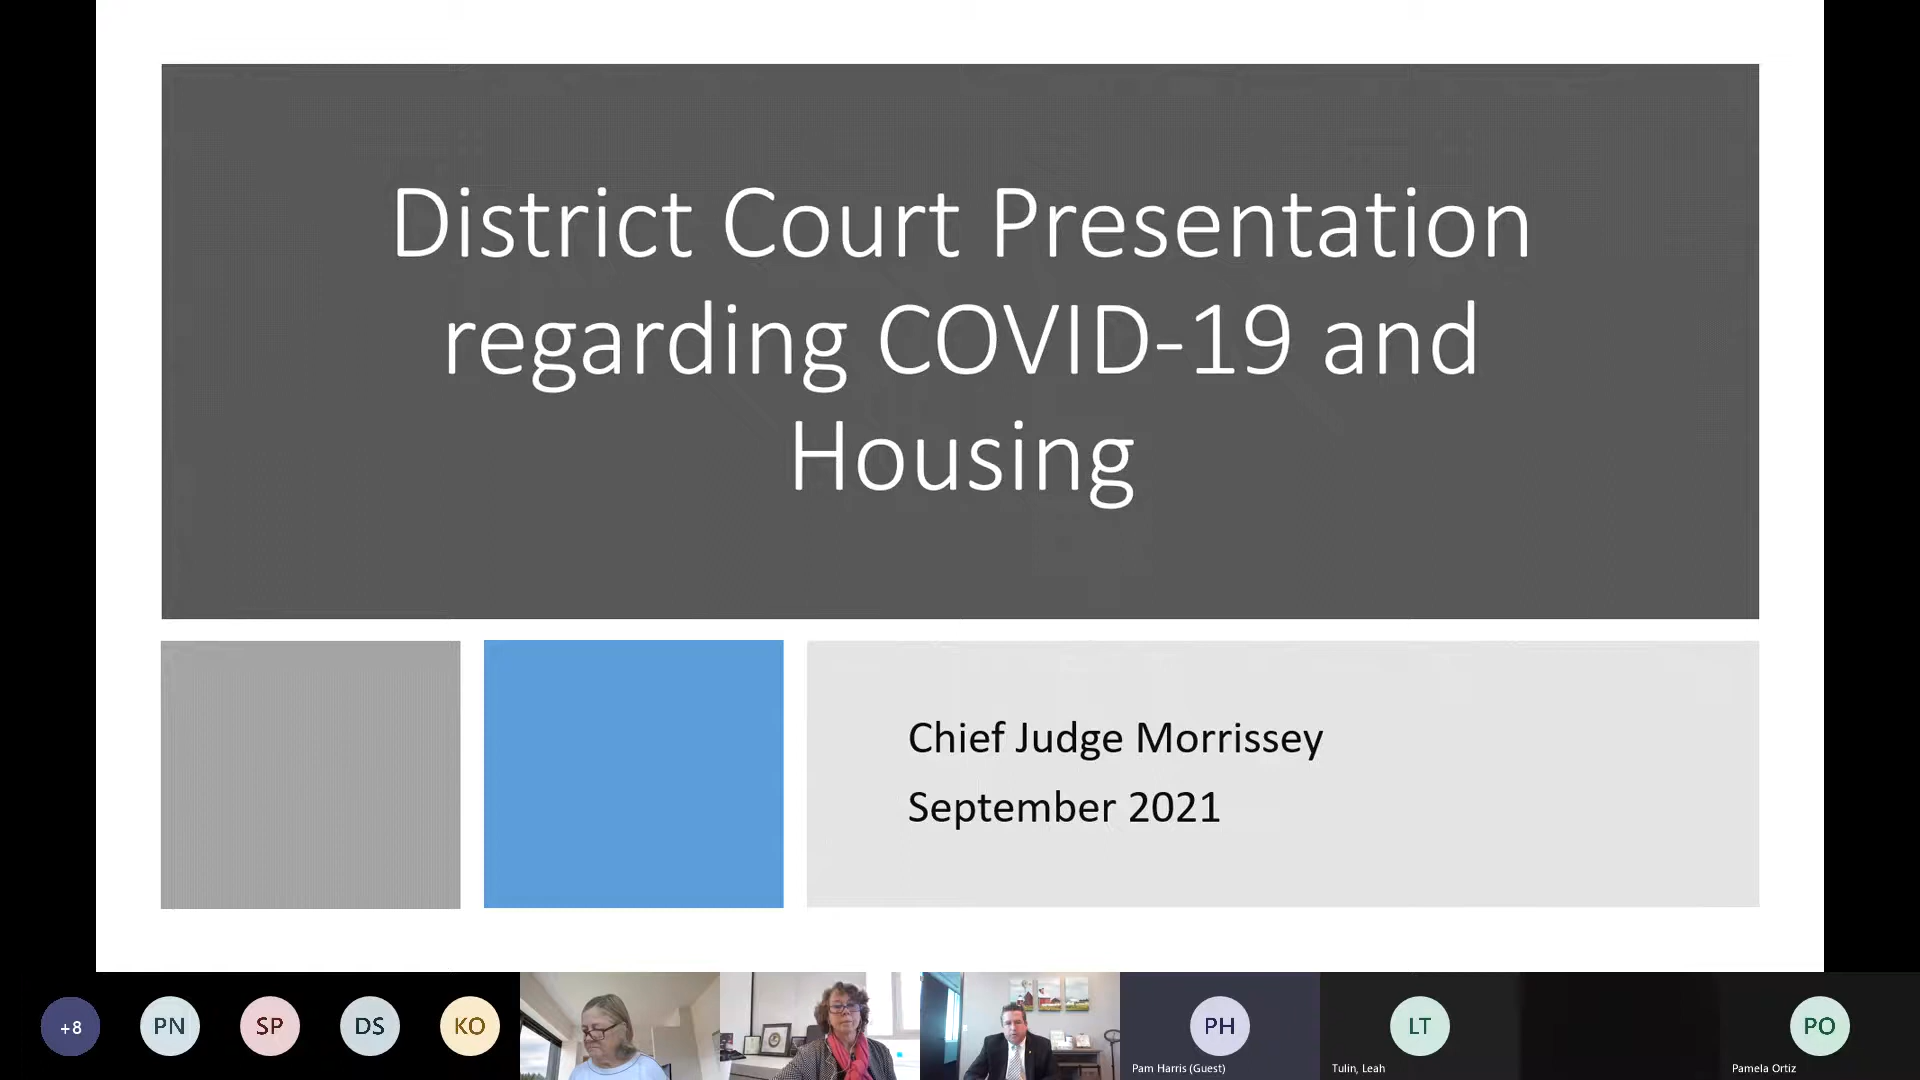 District Court Presentation
regarding COVID-19 and
Housing
Chief Judge Morrissey
September 2021
+8
PN
SP
DS
KO
PH
LT
PO
Pam Harris (Guest)
Tulin, Leah
Pamela Ortiz